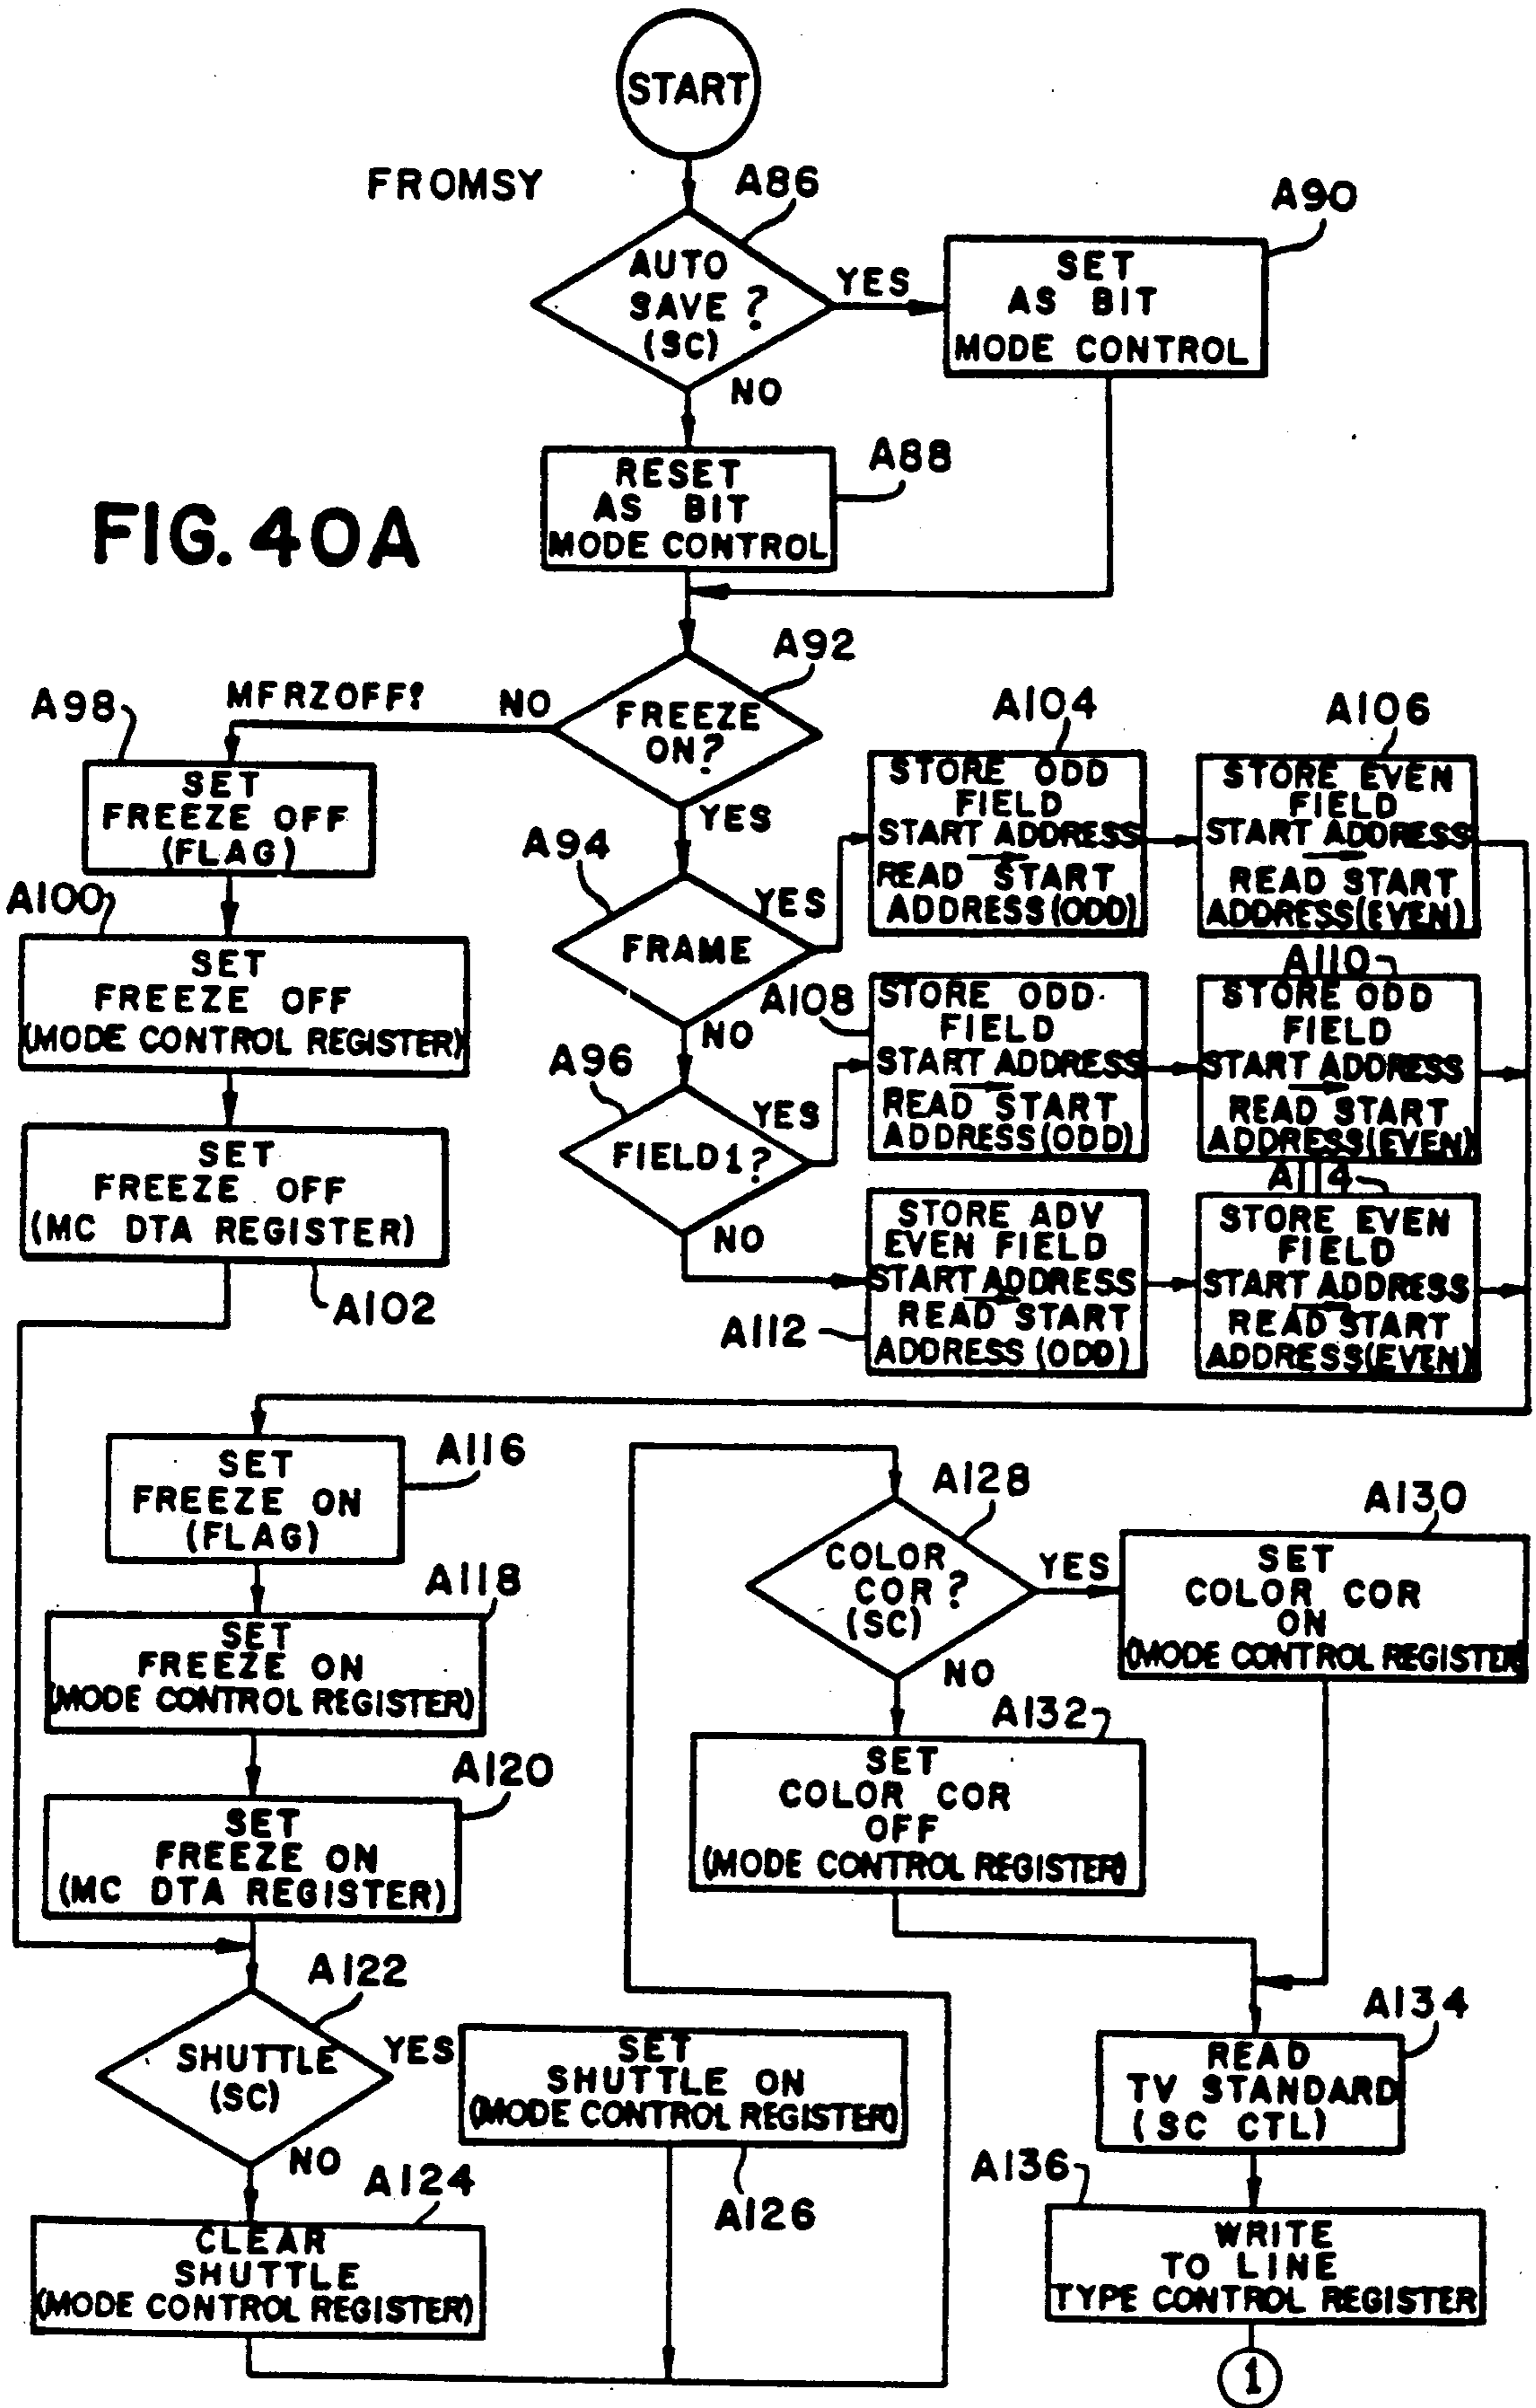 START
FROMSY
A86
A90
AUTO
SAVE?
(SC)
YES
SET
AS BIT
MODE CONTROL
NO
A88
RESET
AS BIT
MODE CONTROL
FIG. 40A
A92
FREEZE
ON?
NO
MFRZOFF?
A98
SET
FREEZE OFF
(FLAG)
A100
SET
FREEZE OFF
(MODE CONTROL REGISTER)
SET
FREEZE OFF
(MC DTA REGISTER)
A102
YES
A94
FRAME
YES
A104
STORE ODD
FIELD
START ADDRESS
READ START
ADDRESS (ODD)
A106
STORE EVEN
FIELD
START ADDRESS
READ START
ADDRESS (EVEN)
NO
A96
FIELD 1?
YES
A108
STORE ODD
FIELD
START ADDRESS
READ START
ADDRESS (ODD)
A110
STORE ODD
FIELD
START ADDRESS
READ START
ADDRESS (EVEN)
NO
A112
STORE ADV
EVEN FIELD
START ADDRESS
READ START
ADDRESS (ODD)
A114
STORE EVEN
FIELD
START ADDRESS
READ START
ADDRESS (EVEN)
A116
SET
FREEZE ON
(FLAG)
A118
SET
FREEZE ON
(MODE CONTROL REGISTER)
A120
SET
FREEZE ON
(MC DTA REGISTER)
A122
SHUTTLE
(SC)
YES
SET
SHUTTLE ON
(MODE CONTROL REGISTER)
A126
NO
A124
CLEAR
SHUTTLE
(MODE CONTROL REGISTER)
A128
COLOR
COR?
(SC)
YES
A130
SET
COLOR COR
ON
(MODE CONTROL REGISTER)
NO
A132
SET
COLOR COR
OFF
(MODE CONTROL REGISTER)
A134
READ
TV STANDARD
(SC CTL)
A136
WRITE
TO LINE
TYPE CONTROL REGISTER
1